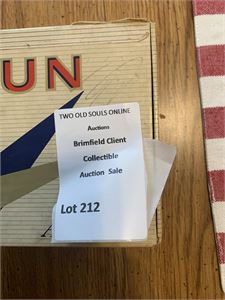 UN
TWO OLD SOULS ONLINE
Auctions
Brimfield Client
Collectible
Auction Sale
Lot 212